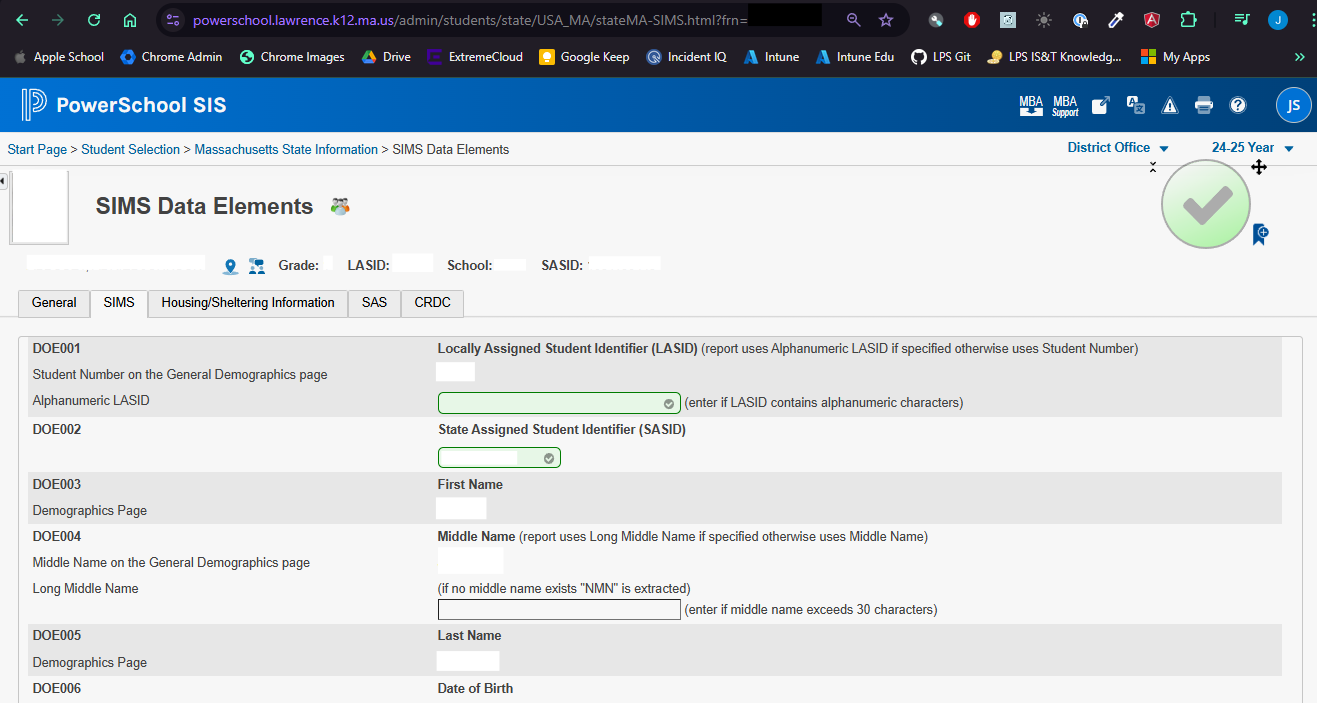 powerschool.lawrence.k12.ma.us/admin/students/state/USA_MA/stateMA-SIMS.html?frn=
J
Apple School Chrome Admin Chrome Images Drive ExtremeCloud Google Keep Incident IQ Intune Intune Edu LPS Git LPS IS&T Knowledg... My Apps »
PowerSchool SIS MBA MBA Support JS
Start Page > Student Selection > Massachusetts State Information > SIMS Data Elements District Office 24-25 Year
SIMS Data Elements
Grade: LASID: School: SASID:
General SIMS Housing/Sheltering Information SAS CRDC
DOE001 Locally Assigned Student Identifier (LASID) (report uses Alphanumeric LASID if specified otherwise uses Student Number)
Student Number on the General Demographics page
Alphanumeric LASID (enter if LASID contains alphanumeric characters)
DOE002 State Assigned Student Identifier (SASID)
DOE003 First Name
Demographics Page
DOE004 Middle Name (report uses Long Middle Name if specified otherwise uses Middle Name)
Middle Name on the General Demographics page
Long Middle Name (if no middle name exists "NMN" is extracted)
(enter if middle name exceeds 30 characters)
DOE005 Last Name
Demographics Page
DOE006 Date of Birth